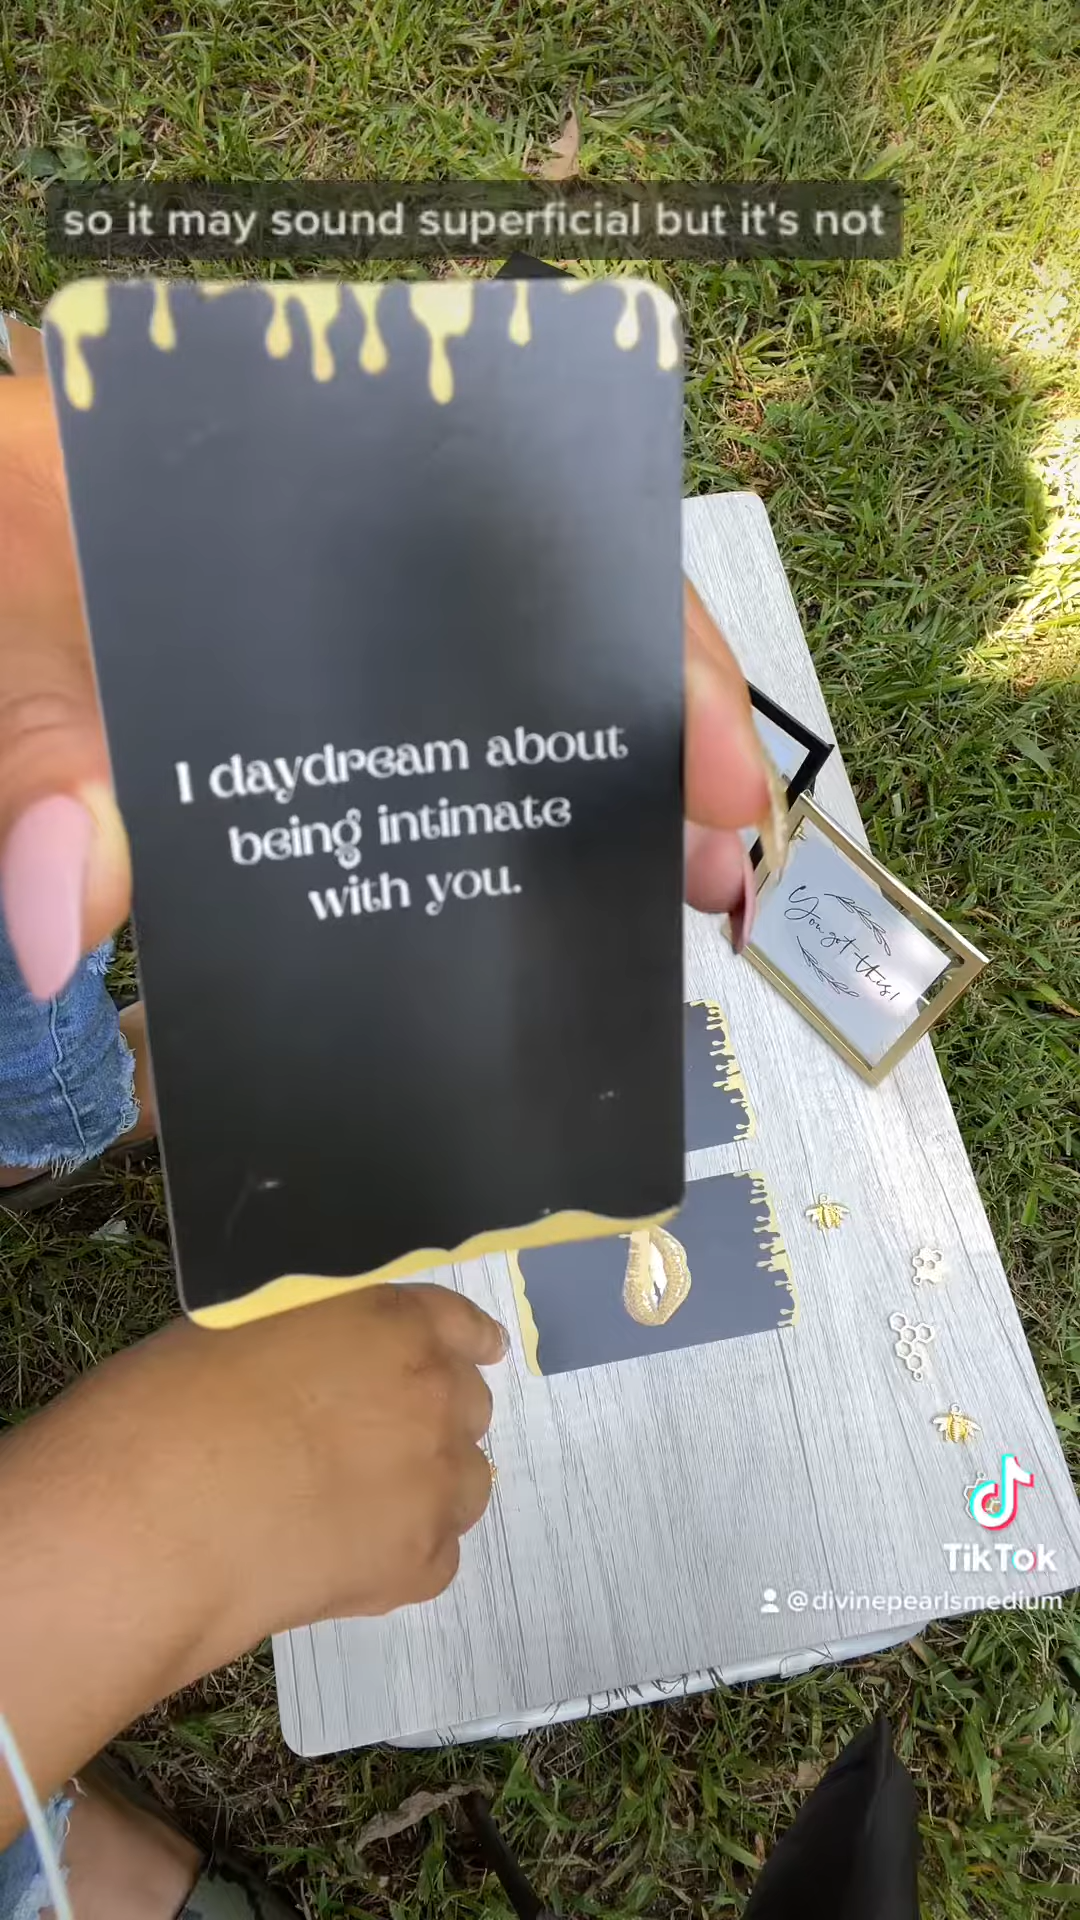 so it may sound superficial but it's not
I daydream about
being intimate
with you.
You got this!
TikTok
@divinepearlsmedium